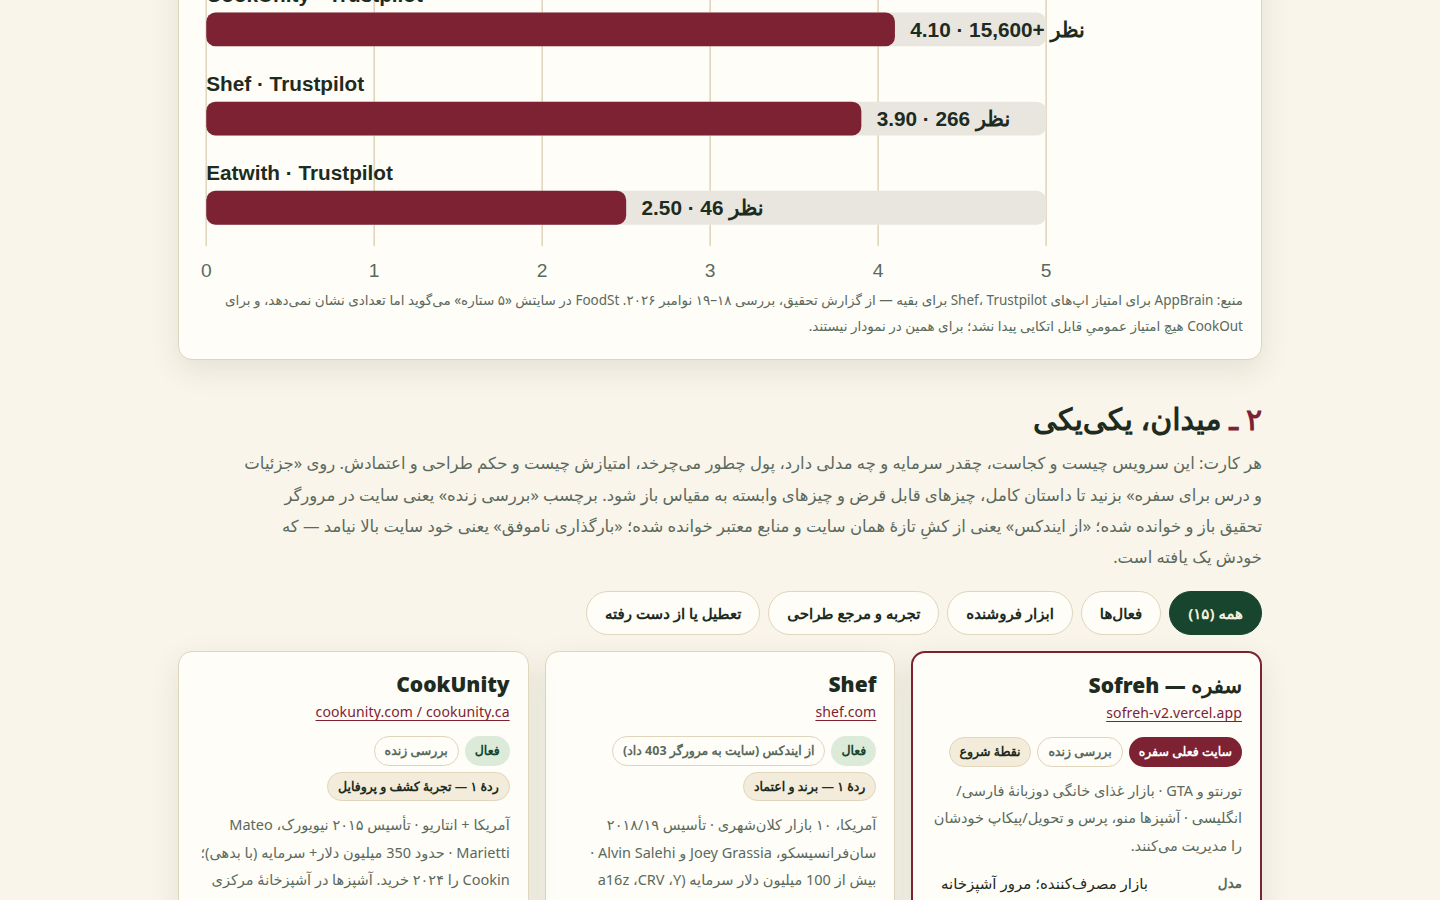 CookUnity · Trustpilot
4.10 · 15,600+ نظر
Shef · Trustpilot
3.90 · 266 نظر
Eatwith · Trustpilot
2.50 · 46 نظر
0 1 2 3 4 5
منبع: AppBrain برای امتیاز اپ‌های Shef، Trustpilot برای بقیه — از گزارش تحقیق، بررسی ۱۸–۱۹ نوامبر ۲۰۲۶. FoodSt در سایتش «۵ ستاره» می‌گوید اما تعدادی نشان نمی‌دهد، و برای
CookOut هیچ امتیاز عمومیِ قابل اتکایی پیدا نشد؛ برای همین در نمودار نیستند.
۲ ـ میدان، یکی‌یکی
هر کارت: این سرویس چیست و کجاست، چقدر سرمایه و چه مدلی دارد، پول چطور می‌چرخد، امتیازش چیست و حکم طراحی و اعتمادش. روی «جزئیات
و درس برای سفره» بزنید تا داستان کامل، چیزهای قابل قرض و چیزهای وابسته به مقیاس باز شود. برچسب «بررسی زنده» یعنی سایت در مرورگر
تحقیق باز و خوانده شده؛ «از ایندکس» یعنی از کشِ تازهٔ همان سایت و منابع معتبر خوانده شده؛ «بارگذاری ناموفق» یعنی خود سایت بالا نیامد — که
خودش یک یافته است.
همه (۱۵)
فعال‌ها
ابزار فروشنده
تجربه و مرجع طراحی
تعطیل یا از دست رفته
سفره — Sofreh
sofreh-v2.vercel.app
سایت فعلی سفره
بررسی زنده
نقطهٔ شروع
تورنتو و GTA · بازار غذای خانگی دوزبانهٔ فارسی/
انگلیسی · آشپزها منو، پرس و تحویل/پیکاپ خودشان
را مدیریت می‌کنند.
مدل
بازار مصرف‌کننده؛ مرور آشپزخانه
Shef
shef.com
فعال
از ایندکس (سایت به مرورگر 403 داد)
ردهٔ ۱ — برند و اعتماد
آمریکا، ۱۰ بازار کلان‌شهری · تأسیس ۲۰۱۸/۱۹
سان‌فرانسیسکو، Joey Grassia و Alvin Salehi ·
بیش از 100 میلیون دلار سرمایه (a16z ،CRV ،Y
CookUnity
cookunity.com / cookunity.ca
فعال
بررسی زنده
ردهٔ ۱ — تجربهٔ کشف و پروفایل
آمریکا + انتاریو · تأسیس ۲۰۱۵ نیویورک، Mateo
Marietti · حدود 350 میلیون دلار+ سرمایه (با بدهی)؛
Cookin را ۲۰۲۴ خرید. آشپزها در آشپزخانهٔ مرکزی